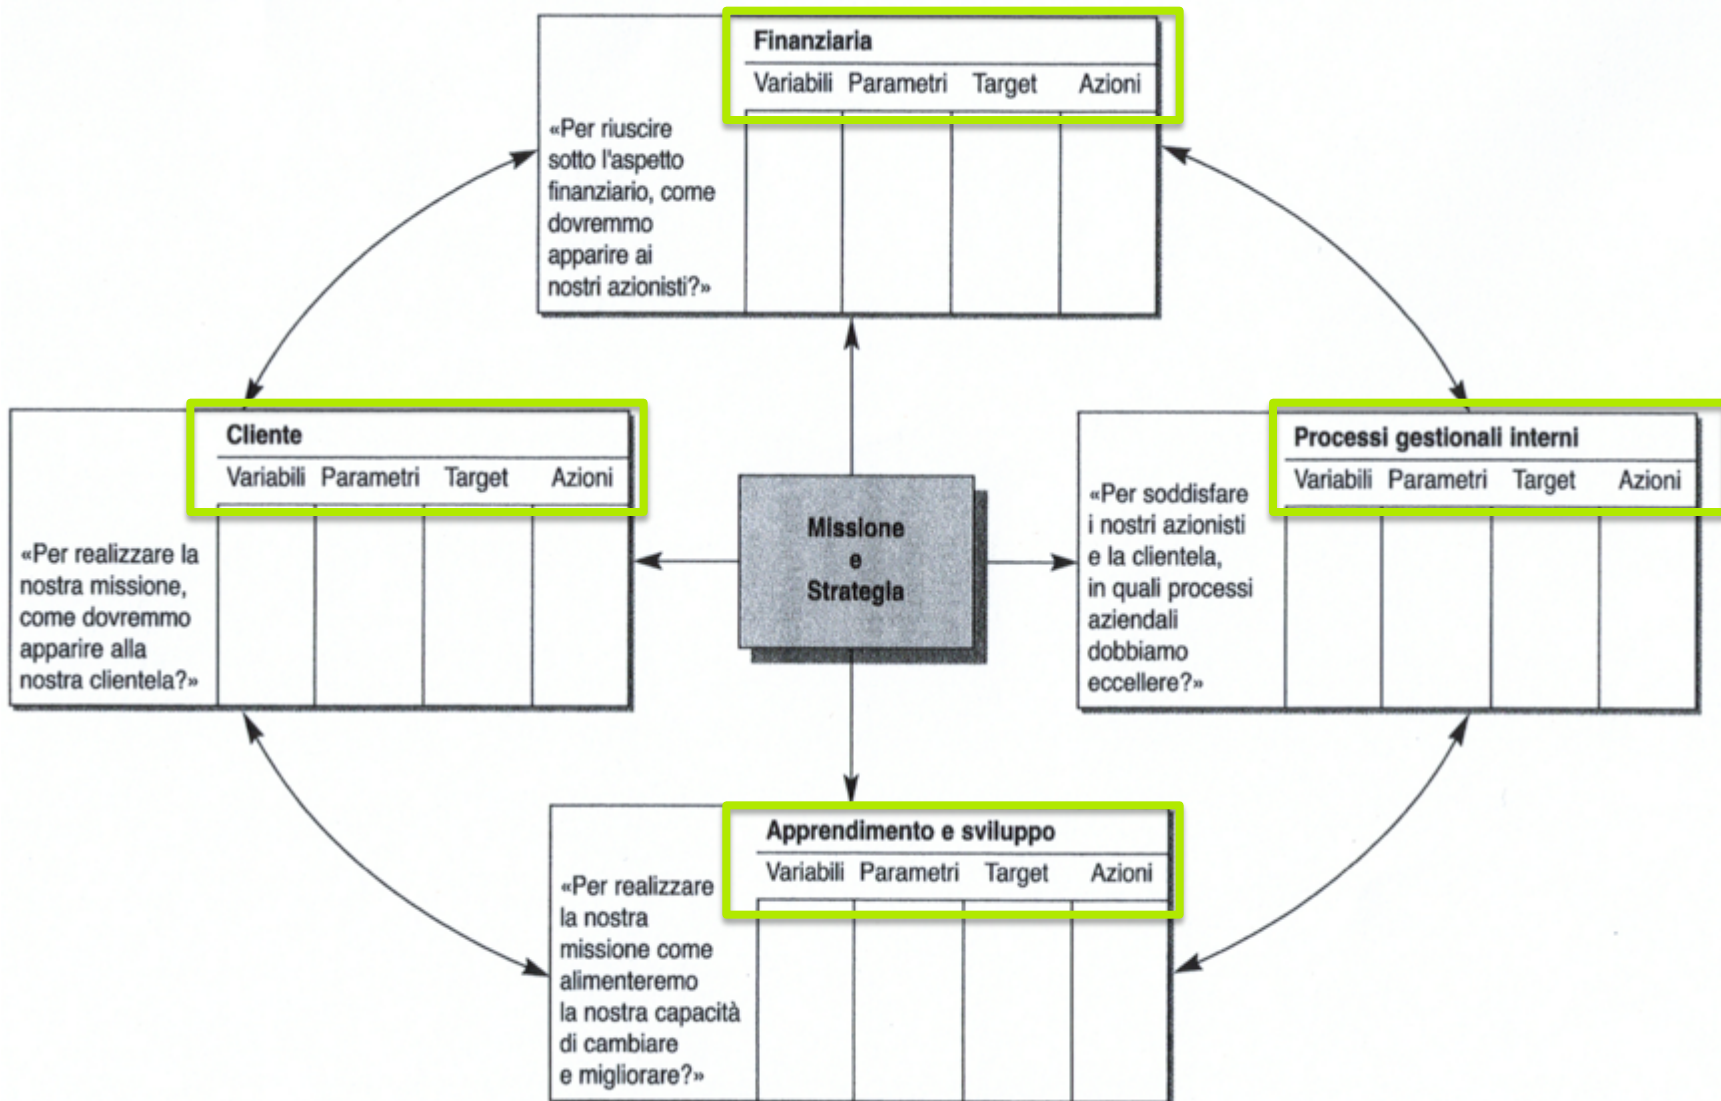 Finanziaria
Variabili Parametri Target Azioni
«Per riuscire
sotto l'aspetto
finanziario, come
dovremmo
apparire ai
nostri azionisti?»
Cliente
Variabili Parametri Target Azioni
«Per realizzare la
nostra missione,
come dovremmo
apparire alla
nostra clientela?»
Missione
e
Strategia
Processi gestionali interni
Variabili Parametri Target Azioni
«Per soddisfare
i nostri azionisti
e la clientela,
in quali processi
aziendali
dobbiamo
eccellere?»
Apprendimento e sviluppo
Variabili Parametri Target Azioni
«Per realizzare
la nostra
missione come
alimenteremo
la nostra capacità
di cambiare
e migliorare?»